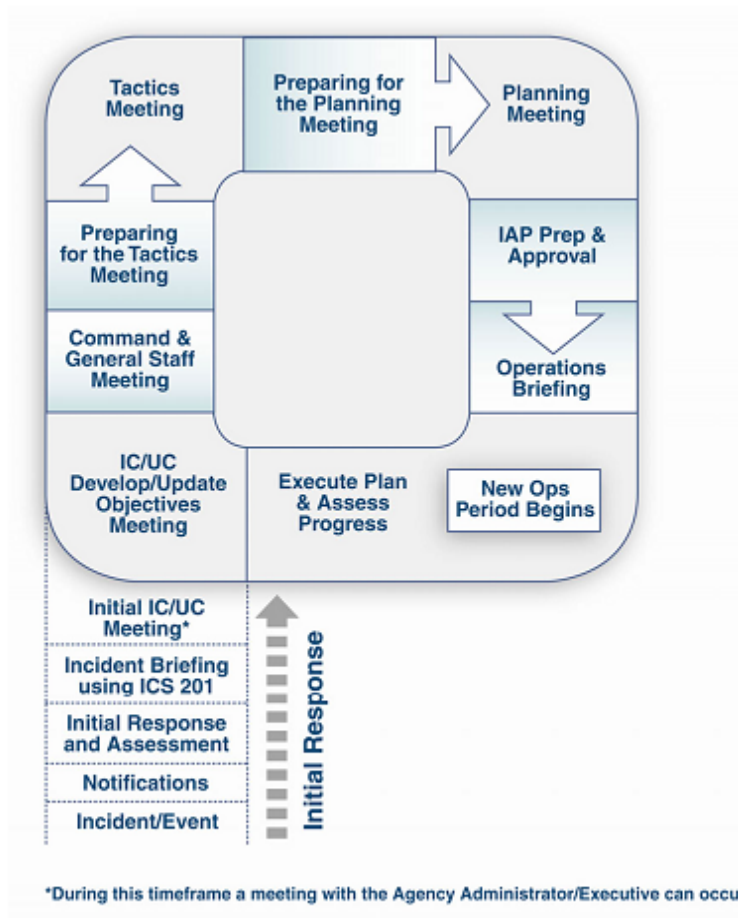 Tactics
Meeting
Preparing for
the Planning
Meeting
Planning
Meeting
Preparing
for the Tactics
Meeting
IAP Prep &
Approval
Command &
General Staff
Meeting
Operations
Briefing
IC/UC
Develop/Update
Objectives
Meeting
Execute Plan
& Assess
Progress
New Ops
Period Begins
Initial IC/UC
Meeting*
Incident Briefing
using ICS 201
Initial Response
and Assessment
Notifications
Incident/Event
Initial Response
*During this timeframe a meeting with the Agency Administrator/Executive can occu